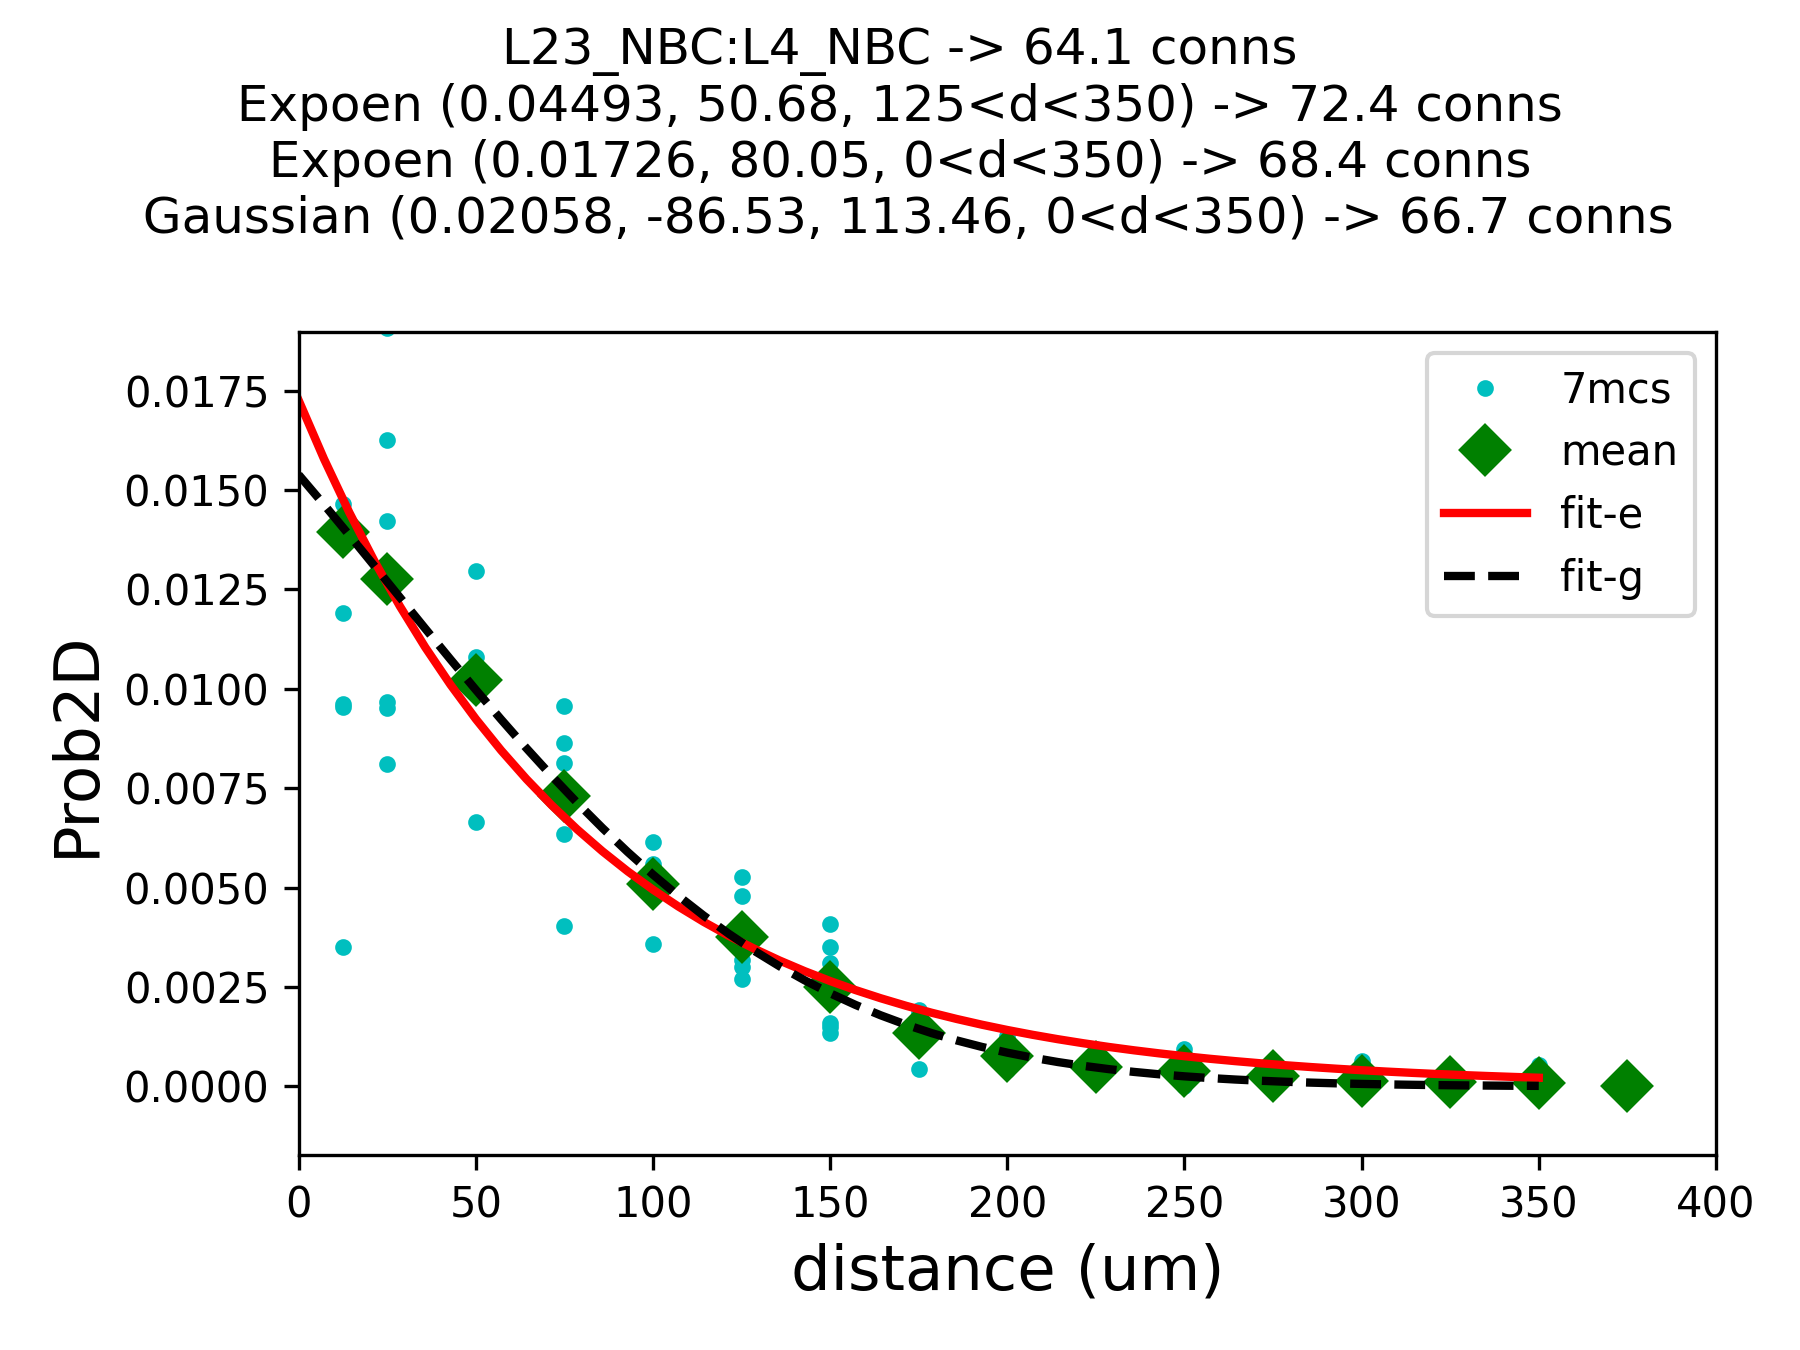 L23_NBC:L4_NBC -> 64.1 conns
Expoen (0.04493, 50.68, 125<d<350) -> 72.4 conns
Expoen (0.01726, 80.05, 0<d<350) -> 68.4 conns
Gaussian (0.02058, -86.53, 113.46, 0<d<350) -> 66.7 conns
7mcs
mean
fit-e
fit-g
Prob2D
0.0175
0.0150
0.0125
0.0100
0.0075
0.0050
0.0025
0.0000
0 50 100 150 200 250 300 350 400
distance (um)